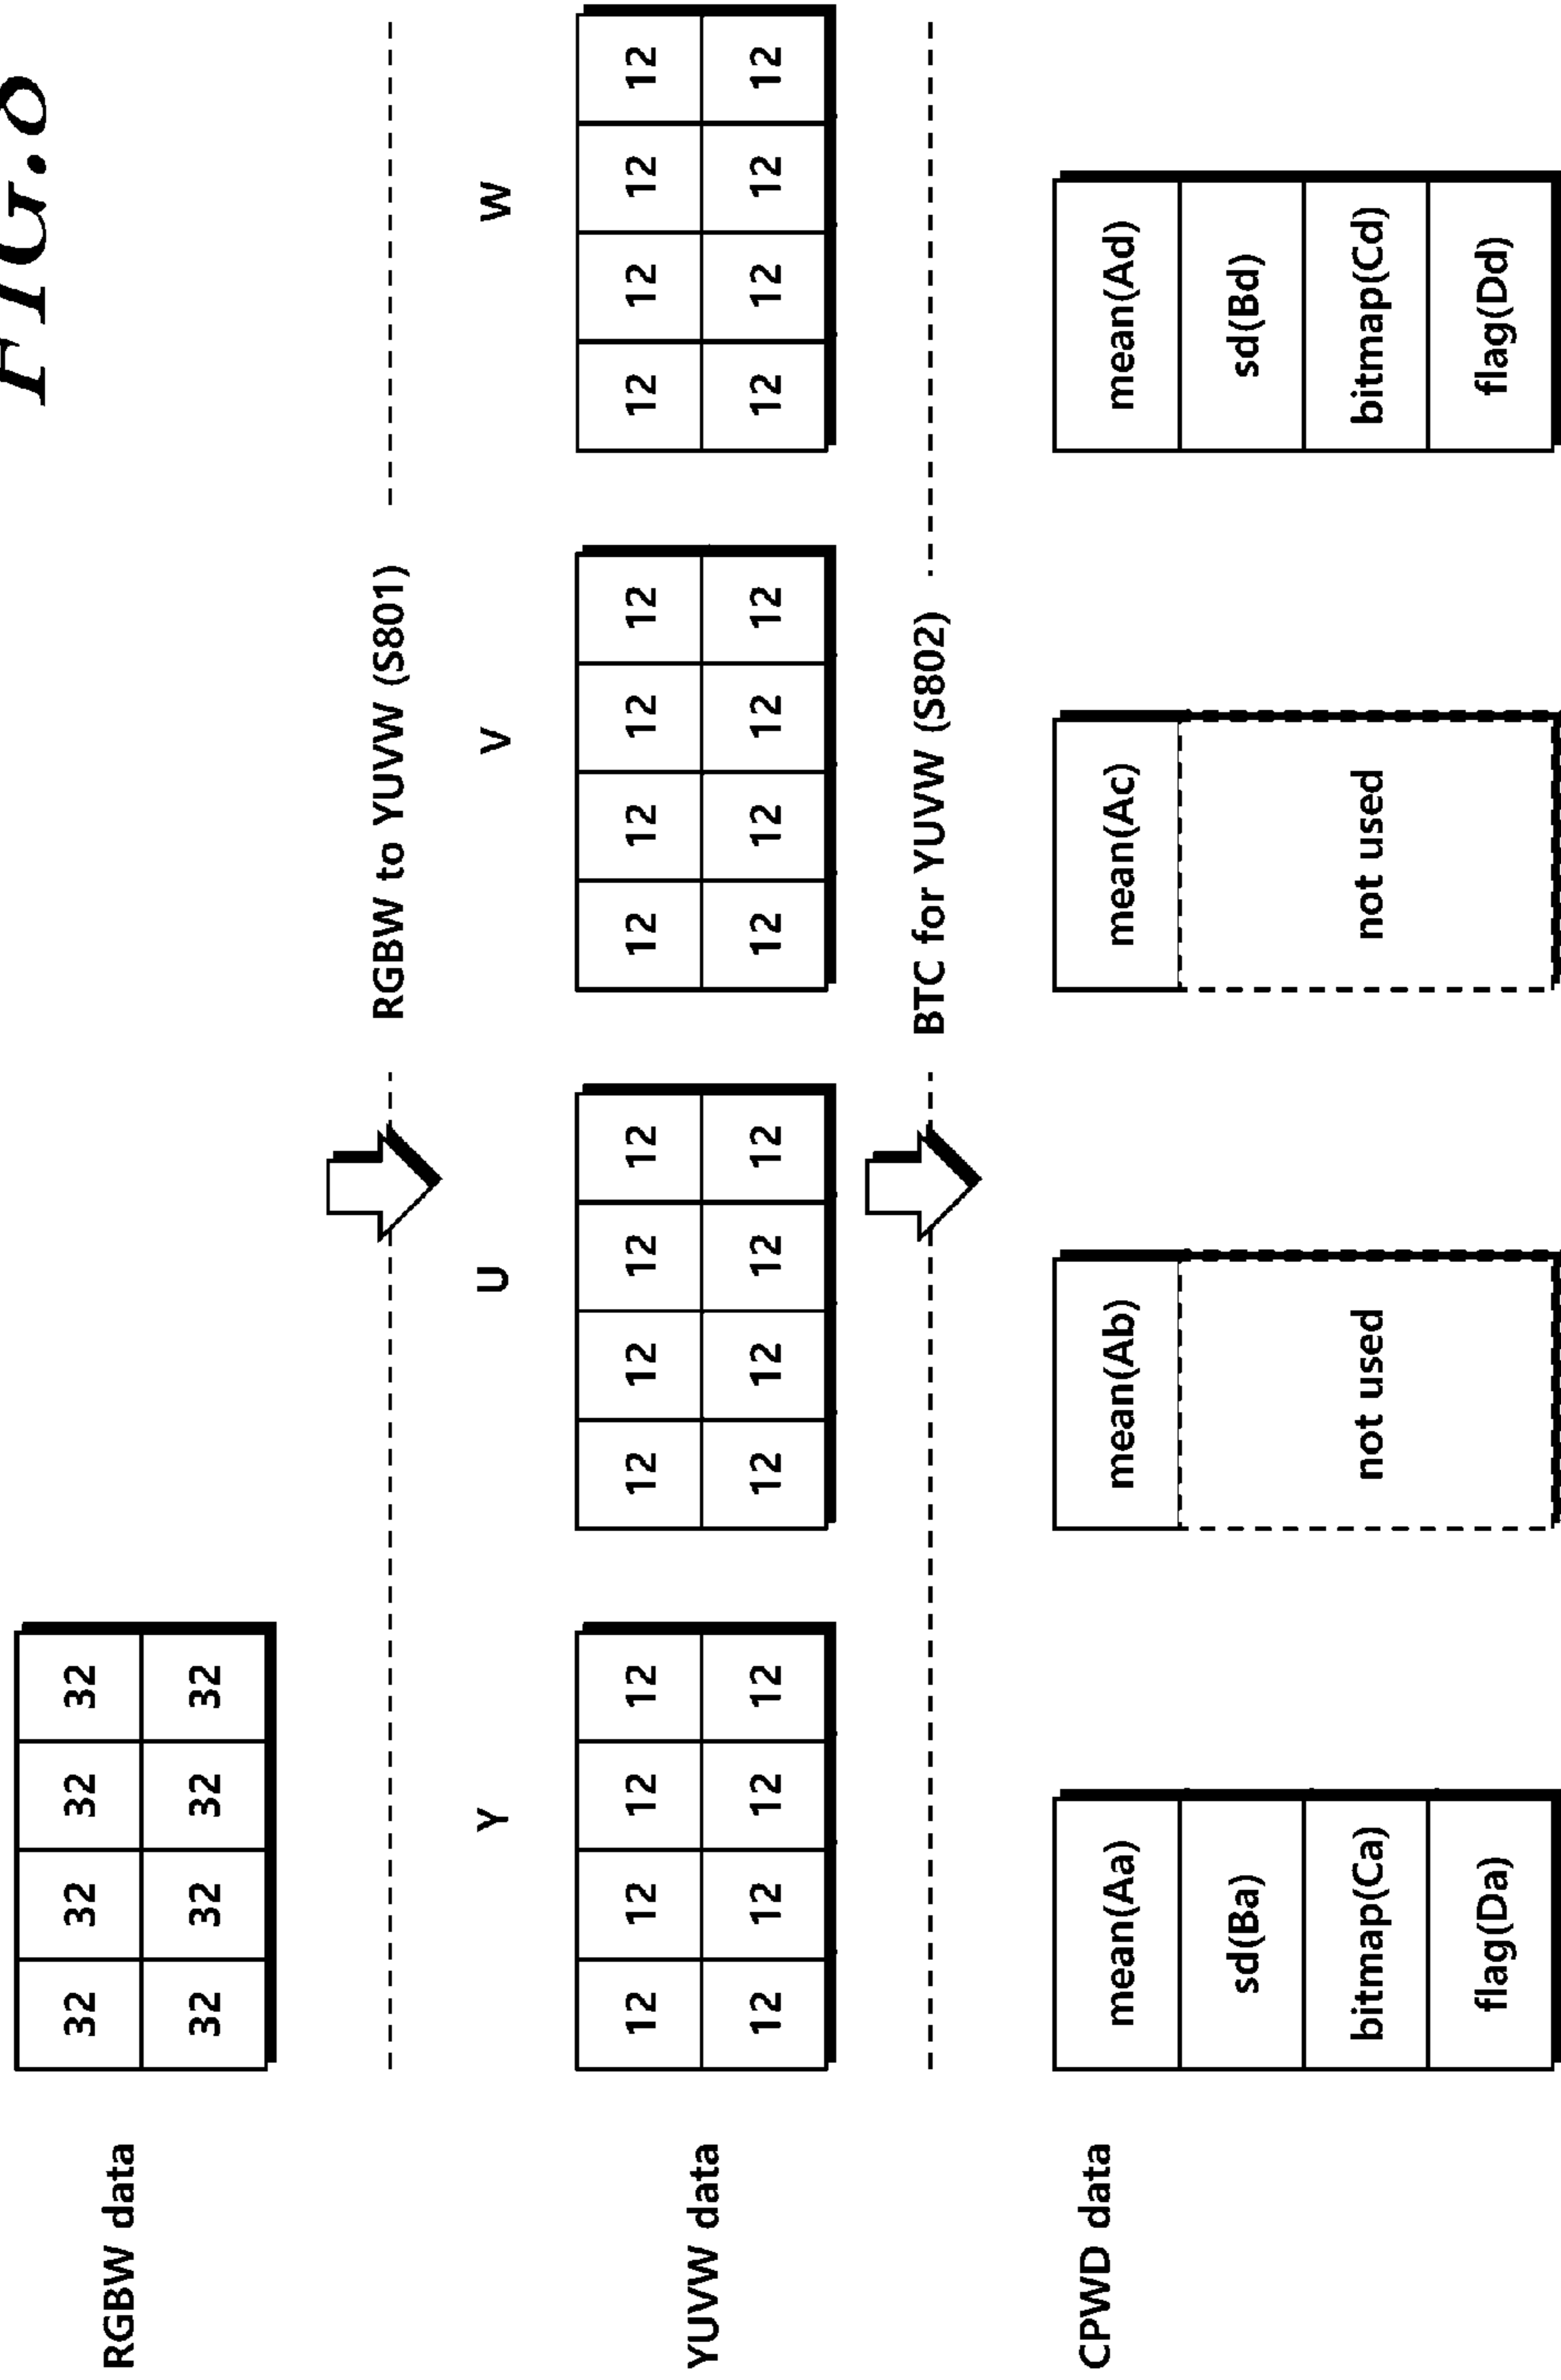 FIG.8
RGBW data
32 32 32 32
32 32 32 32
RGBW to YUVW (S801)
Y U V W
YUVW data
12 12 12 12 12 12 12 12 12 12 12 12 12 12 12 12
12 12 12 12 12 12 12 12 12 12 12 12 12 12 12 12
BTC for YUVW (S802)
CPWD data
mean(Aa) mean(Ab) mean(Ac) mean(Ad)
sd(Ba) sd(Bd)
bitmap(Ca) not used not used bitmap(Cd)
flag(Da) flag(Dd)